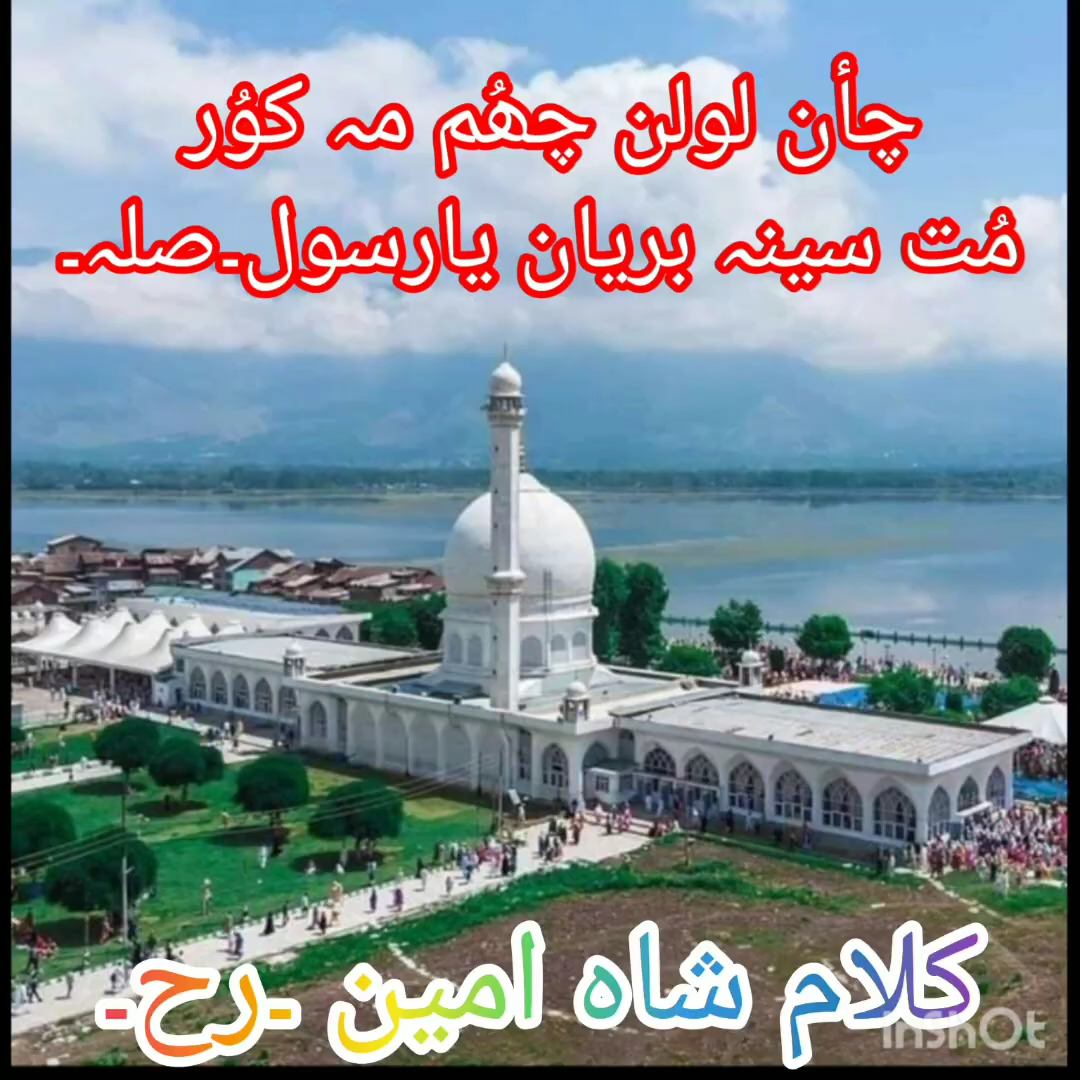 چأن لولن چھُم مہ کوُر
مُت سینہ بریان یارسول۔صلہ۔
کلام شاہ امین ۔رح۔
InShOt